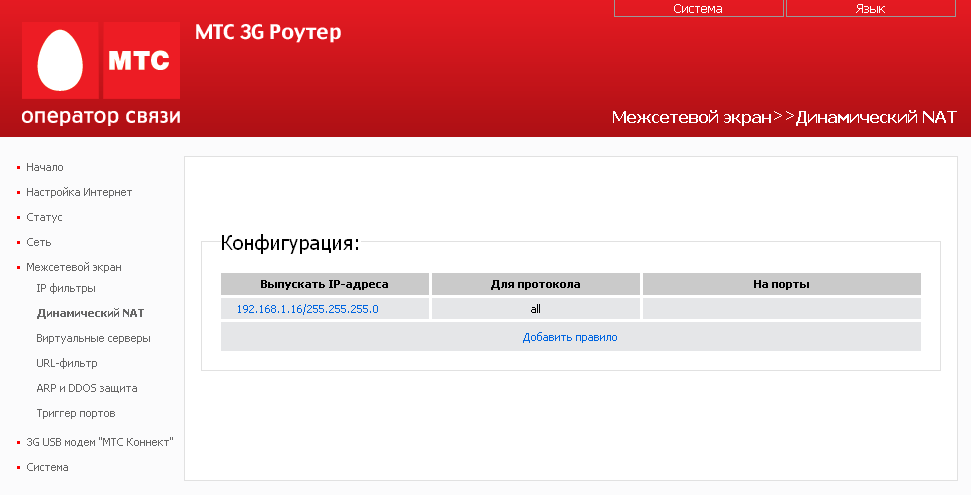 Система Язык
МТС 3G Роутер
МТС
оператор связи
Межсетевой экран>>Динамический NAT
Начало
Настройка Интернет
Статус
Сеть
Межсетевой экран
IP фильтры
Динамический NAT
Виртуальные серверы
URL-фильтр
ARP и DDOS защита
Триггер портов
3G USB модем "МТС Коннект"
Система
Конфигурация:
Выпускать IP-адреса Для протокола На порты
192.168.1.16/255.255.255.0 all
Добавить правило